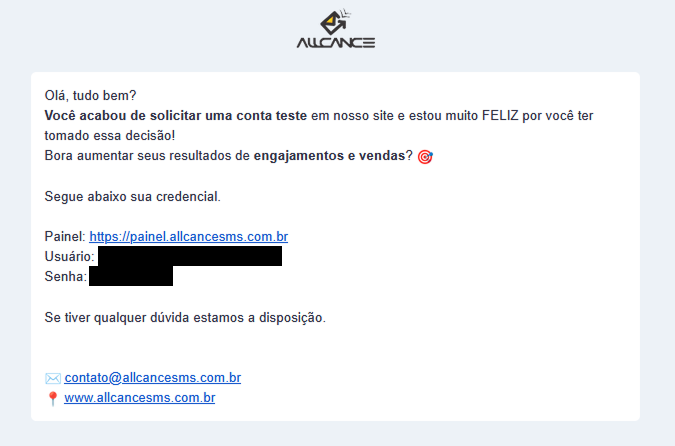 ALLCANCE
Olá, tudo bem?
Você acabou de solicitar uma conta teste em nosso site e estou muito FELIZ por você ter
tomado essa decisão!
Bora aumentar seus resultados de engajamentos e vendas? 🎯
Segue abaixo sua credencial.
Painel: https://painel.allcancesms.com.br
Usuário:
Senha:
Se tiver qualquer dúvida estamos a disposição.
✉️ contato@allcancesms.com.br
📍 www.allcancesms.com.br